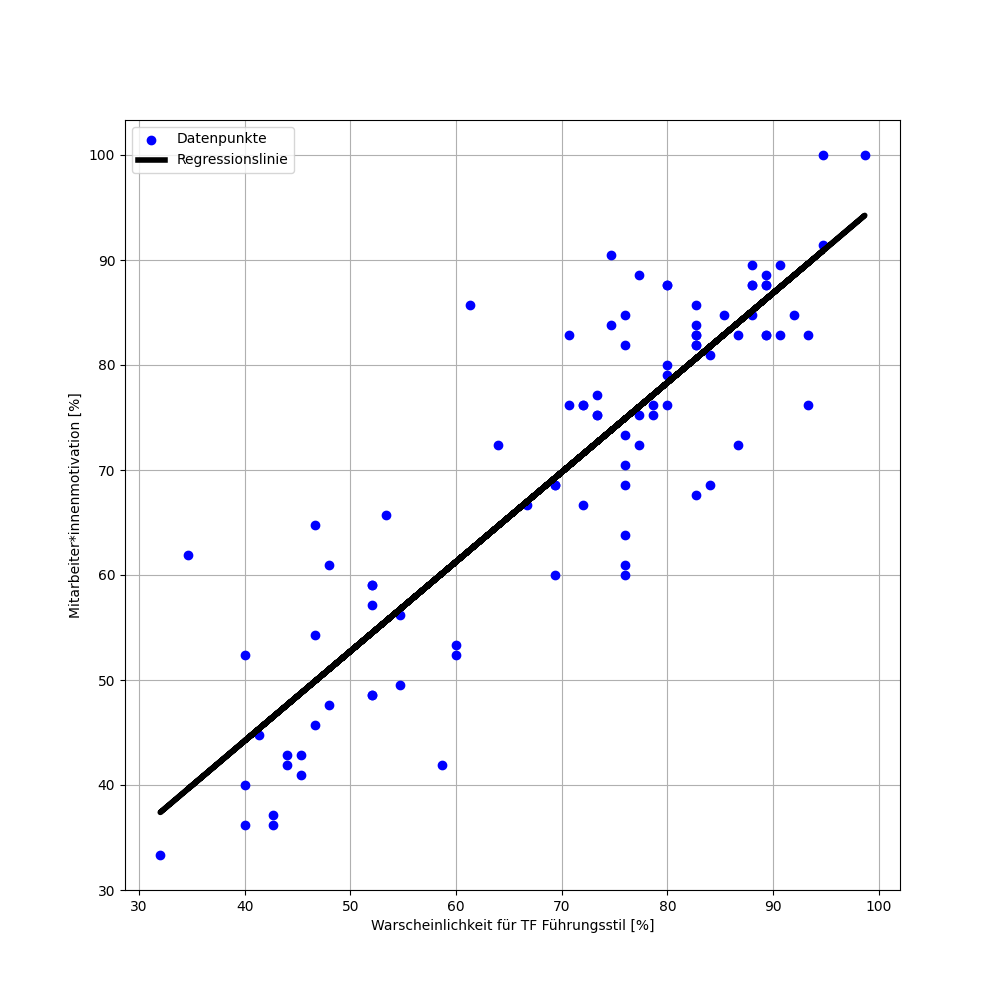 Datenpunkte
Regressionslinie
100
90
80
70
60
50
40
30
Mitarbeiter*innenmotivation [%]
30 40 50 60 70 80 90 100
Warscheinlichkeit für TF Führungsstil [%]